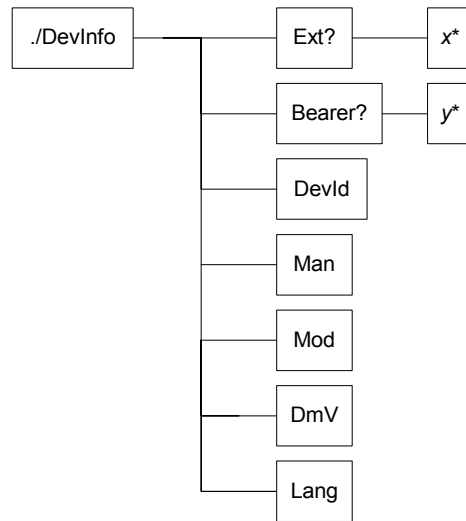 ./DevInfo
Ext?
x*
Bearer?
y*
DevId
Man
Mod
DmV
Lang